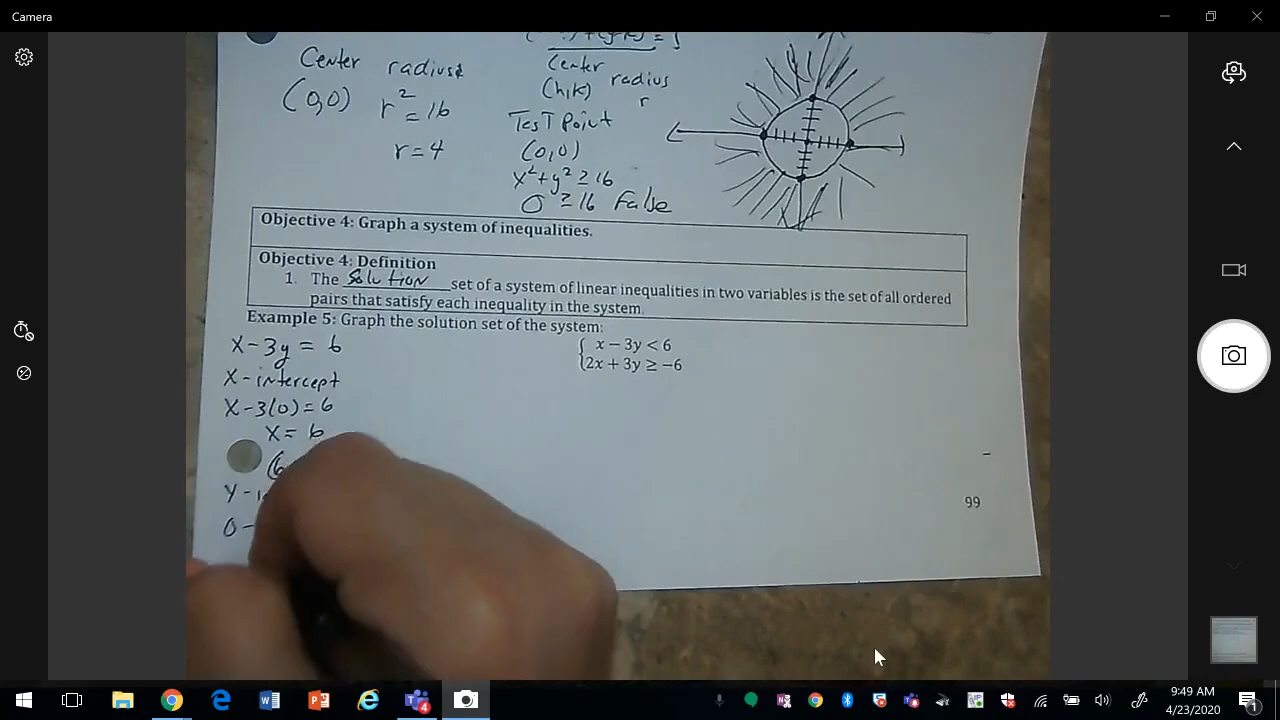 Camera
Center radius
(0,0) r² = 16
r = 4
Center
(h,k) radius
r
Test Point
(0,0)
x² + y² ≥ 16
0 ≥ 16 False
Objective 4: Graph a system of inequalities.
Objective 4: Definition
1. The solution set of a system of linear inequalities in two variables is the set of all ordered
pairs that satisfy each inequality in the system.
Example 5: Graph the solution set of the system:
x − 3y < 6
2x + 3y ≥ −6
x - 3y = 6
x - intercept
x - 3(0) = 6
x = 6
(6
y -
0 -
99
4
9:49 AM
4/23/2020
1